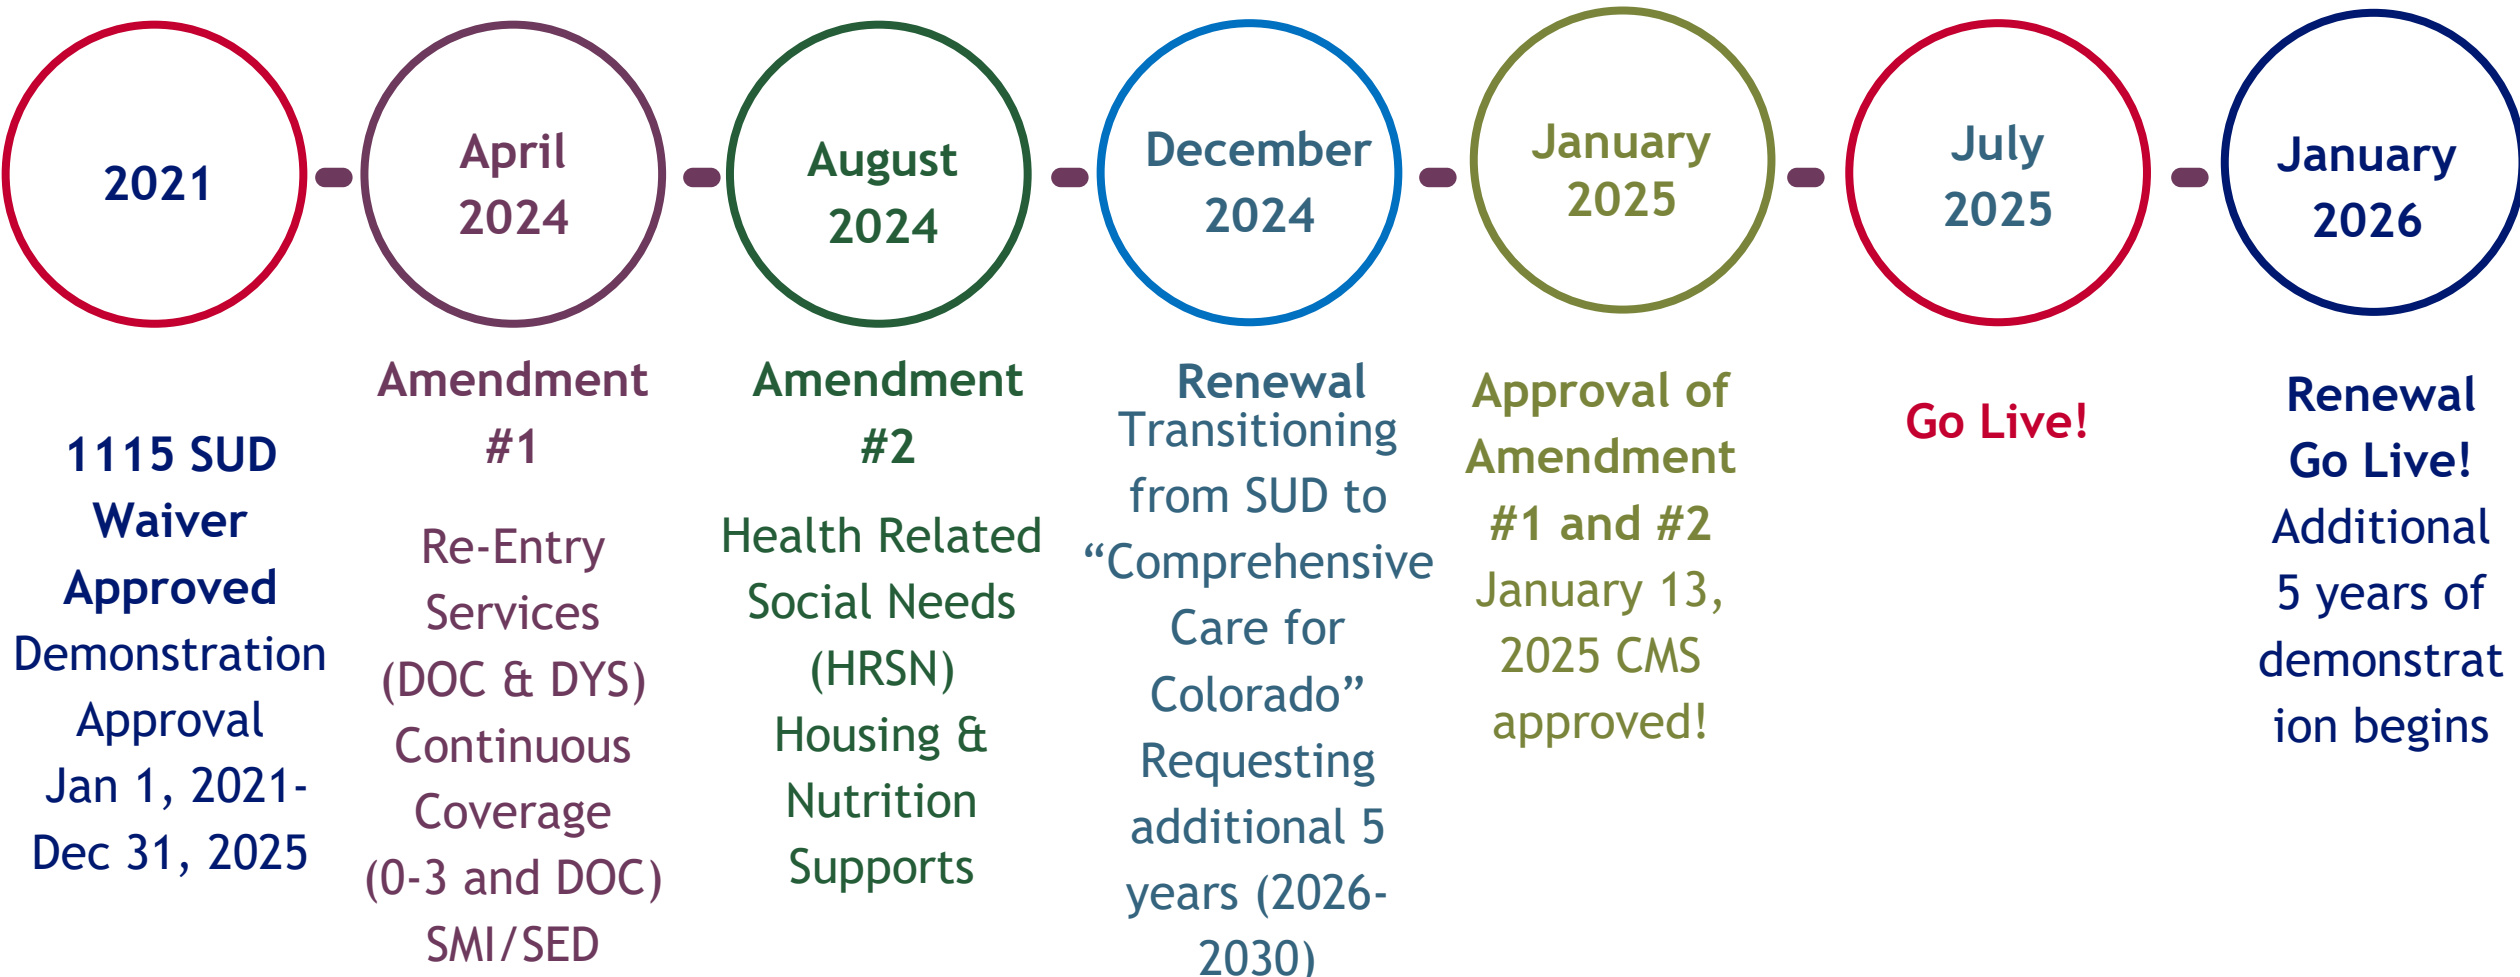 2021
1115 SUD
Waiver
Approved
Demonstration
Approval
Jan 1, 2021-
Dec 31, 2025
April
2024
Amendment
#1
Re-Entry
Services
(DOC & DYS)
Continuous
Coverage
(0-3 and DOC)
SMI/SED
August
2024
Amendment
#2
Health Related
Social Needs
(HRSN)
Housing &
Nutrition
Supports
December
2024
Renewal
Transitioning
from SUD to
“Comprehensive
Care for
Colorado”
Requesting
additional 5
years (2026-
2030)
January
2025
Approval of
Amendment
#1 and #2
January 13,
2025 CMS
approved!
July
2025
Go Live!
January
2026
Renewal
Go Live!
Additional
5 years of
demonstrat
ion begins